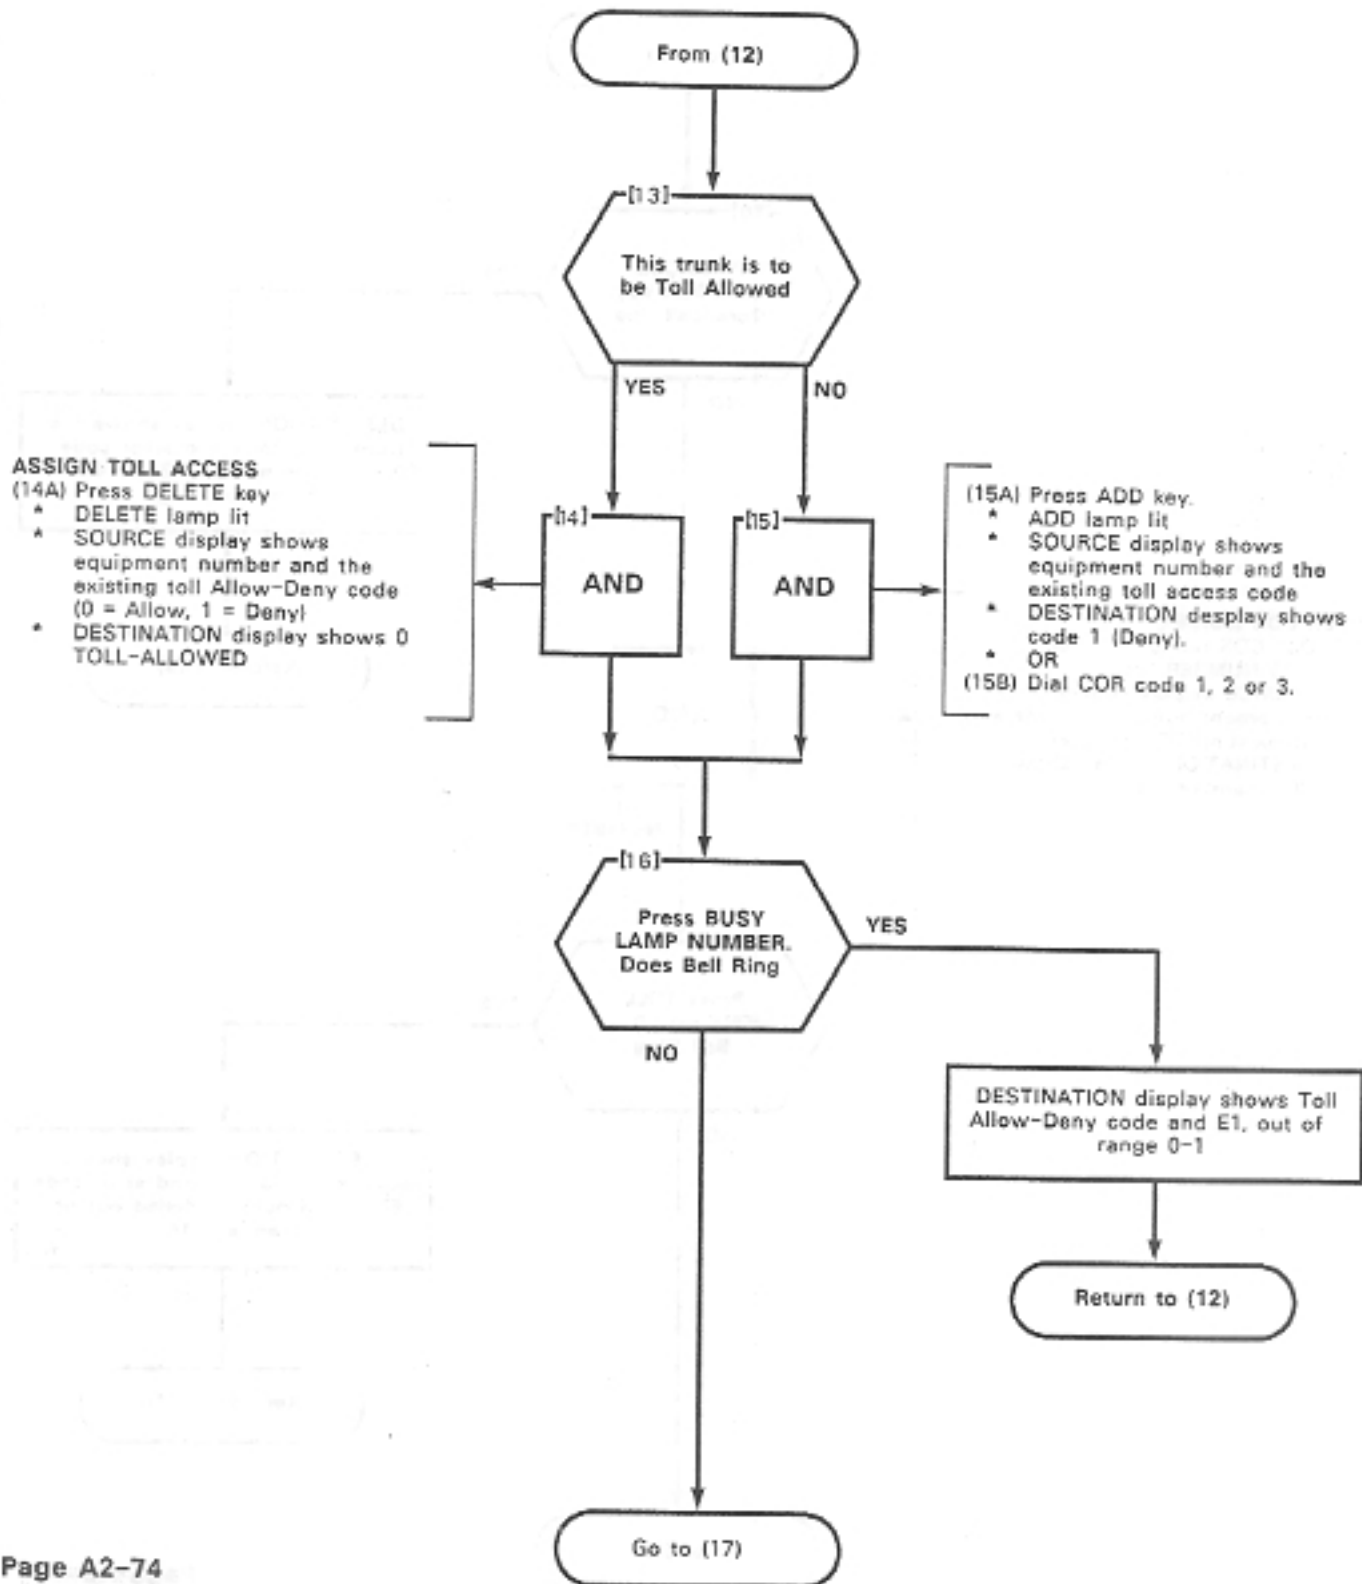 From (12)
[13]
This trunk is to
be Toll Allowed
YES
NO
ASSIGN TOLL ACCESS
(14A) Press DELETE key
* DELETE lamp lit
* SOURCE display shows
equipment number and the
existing toll Allow-Deny code
(0 = Allow, 1 = Deny)
* DESTINATION display shows 0
TOLL-ALLOWED
[14]
AND
[15]
AND
(15A) Press ADD key.
* ADD lamp lit
* SOURCE display shows
equipment number and the
existing toll access code
* DESTINATION desplay shows
code 1 (Deny).
* OR
(15B) Dial COR code 1, 2 or 3.
[16]
Press BUSY
LAMP NUMBER.
Does Bell Ring
YES
NO
DESTINATION display shows Toll
Allow-Deny code and E1, out of
range 0-1
Return to (12)
Go to (17)
Page A2-74